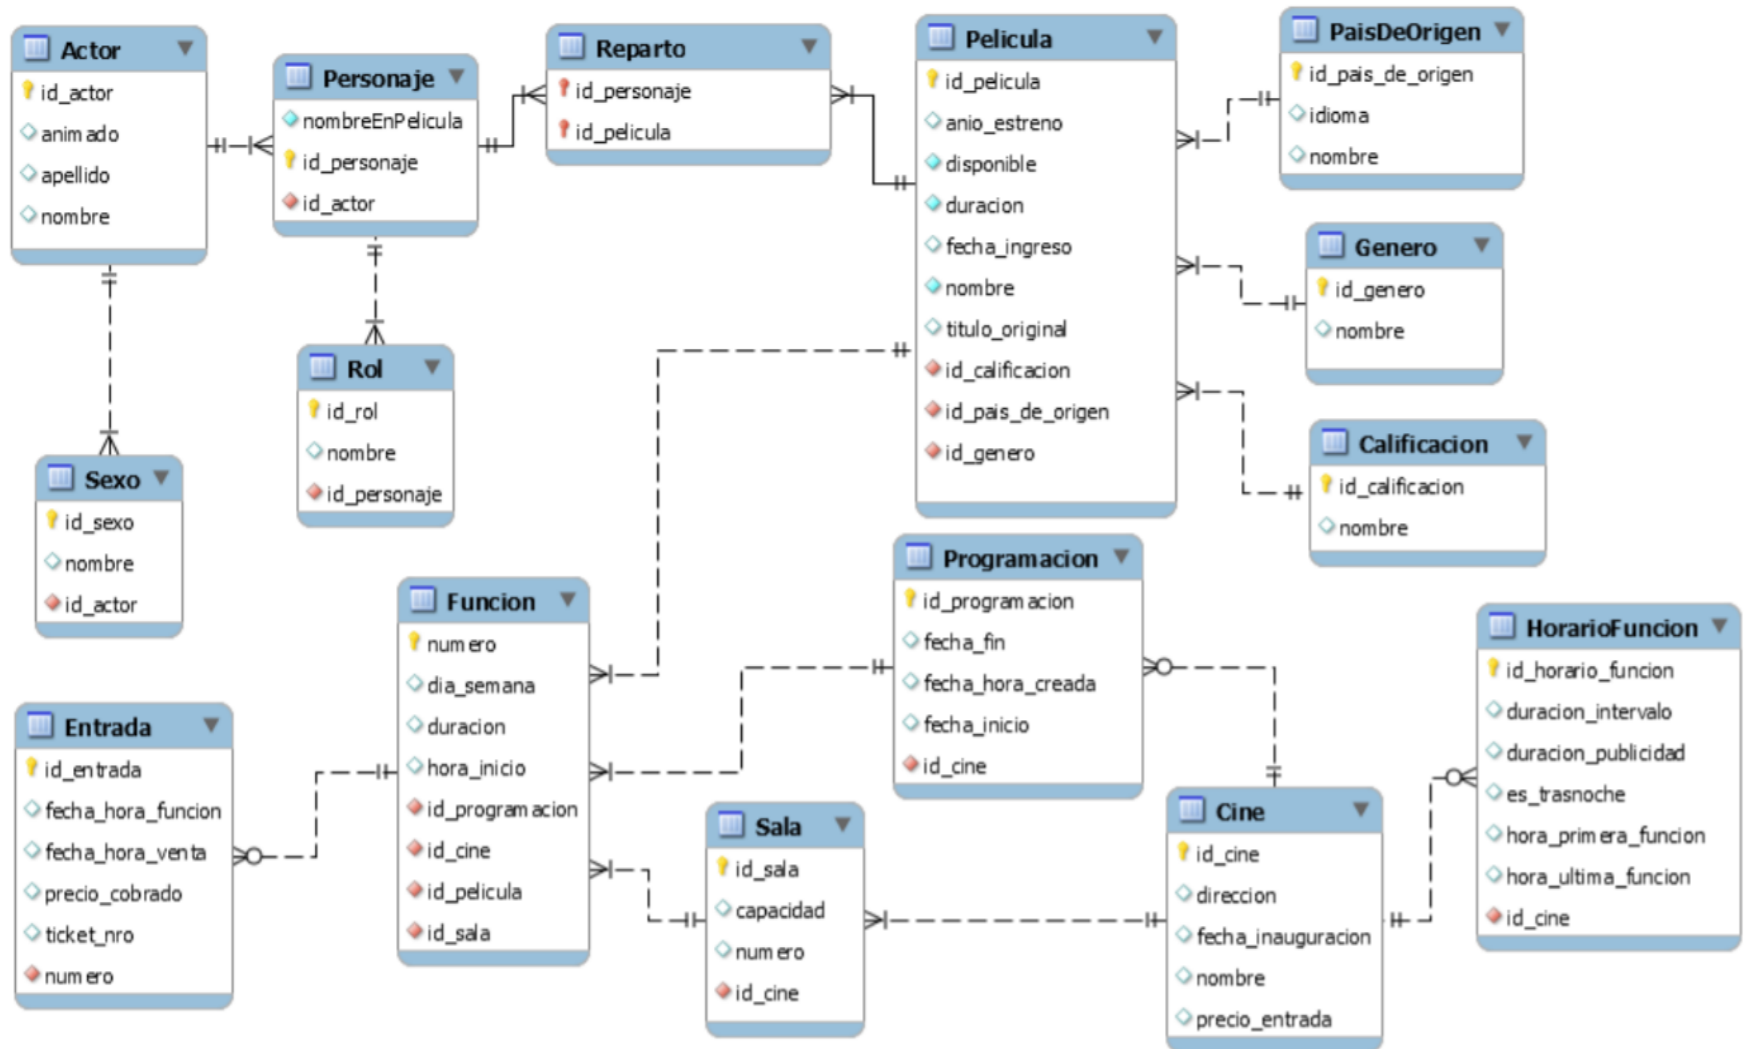 Actor
id_actor
animado
apellido
nombre
Personaje
nombreEnPelicula
id_personaje
id_actor
Reparto
id_personaje
id_pelicula
Pelicula
id_pelicula
anio_estreno
disponible
duracion
fecha_ingreso
nombre
titulo_original
id_calificacion
id_pais_de_origen
id_genero
PaisDeOrigen
id_pais_de_origen
idioma
nombre
Genero
id_genero
nombre
Calificacion
id_calificacion
nombre
Rol
id_rol
nombre
id_personaje
Sexo
id_sexo
nombre
id_actor
Funcion
numero
dia_semana
duracion
hora_inicio
id_programacion
id_cine
id_pelicula
id_sala
Programacion
id_programacion
fecha_fin
fecha_hora_creada
fecha_inicio
id_cine
HorarioFuncion
id_horario_funcion
duracion_intervalo
duracion_publicidad
es_trasnoche
hora_primera_funcion
hora_ultima_funcion
id_cine
Entrada
id_entrada
fecha_hora_funcion
fecha_hora_venta
precio_cobrado
ticket_nro
numero
Sala
id_sala
capacidad
numero
id_cine
Cine
id_cine
direccion
fecha_inauguracion
nombre
precio_entrada